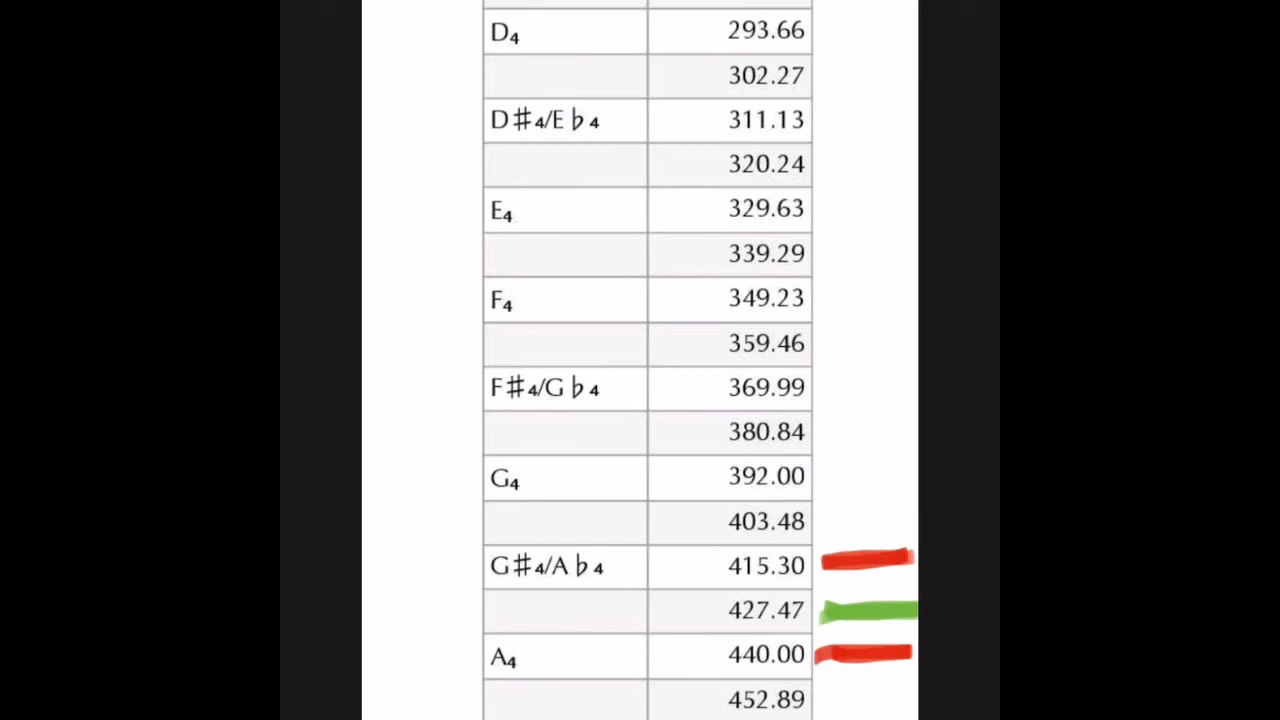 D₄ 293.66
302.27
D♯₄/E♭₄ 311.13
320.24
E₄ 329.63
339.29
F₄ 349.23
359.46
F♯₄/G♭₄ 369.99
380.84
G₄ 392.00
403.48
G♯₄/A♭₄ 415.30
427.47
A₄ 440.00
452.89